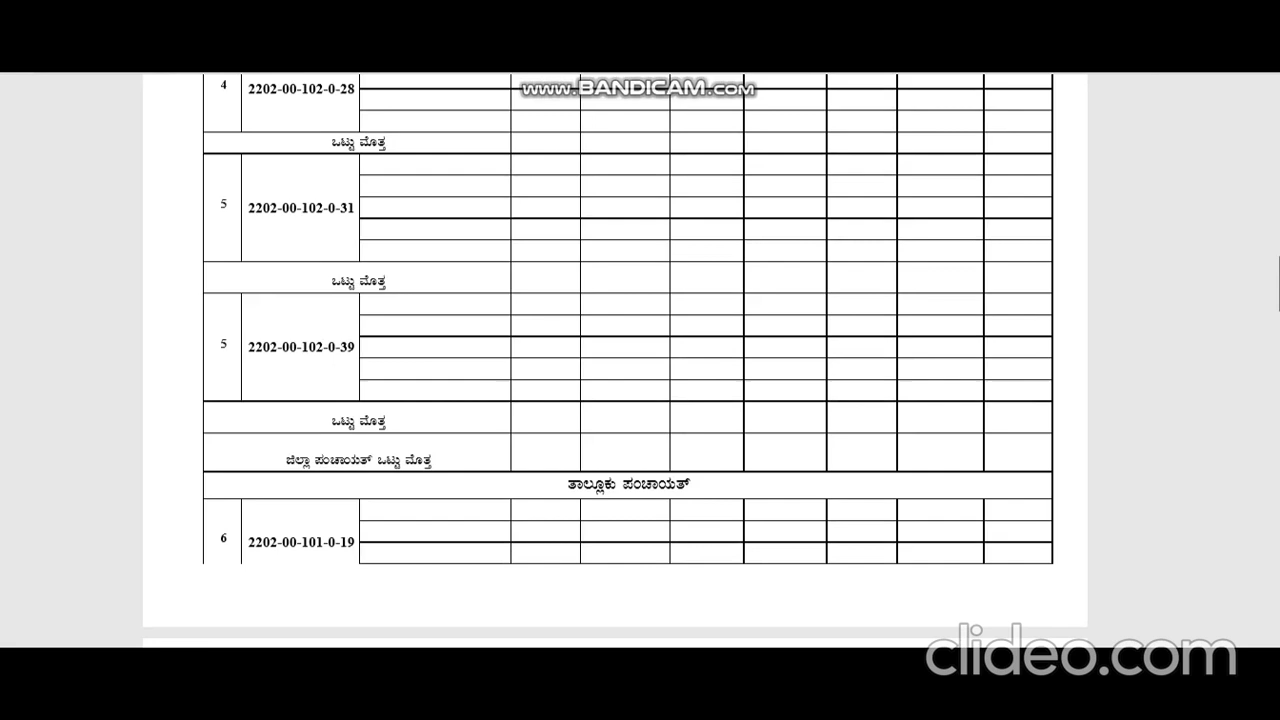 4 2202-00-102-0-28
www.BANDICAM.com
ಒಟ್ಟು ಮೊತ್ತ
5 2202-00-102-0-31
ಒಟ್ಟು ಮೊತ್ತ
5 2202-00-102-0-39
ಒಟ್ಟು ಮೊತ್ತ
ಜಿಲ್ಲಾ ಪಂಚಾಯತ್ ಒಟ್ಟು ಮೊತ್ತ
ತಾಲ್ಲೂಕು ಪಂಚಾಯತ್
6 2202-00-101-0-19
clideo.com